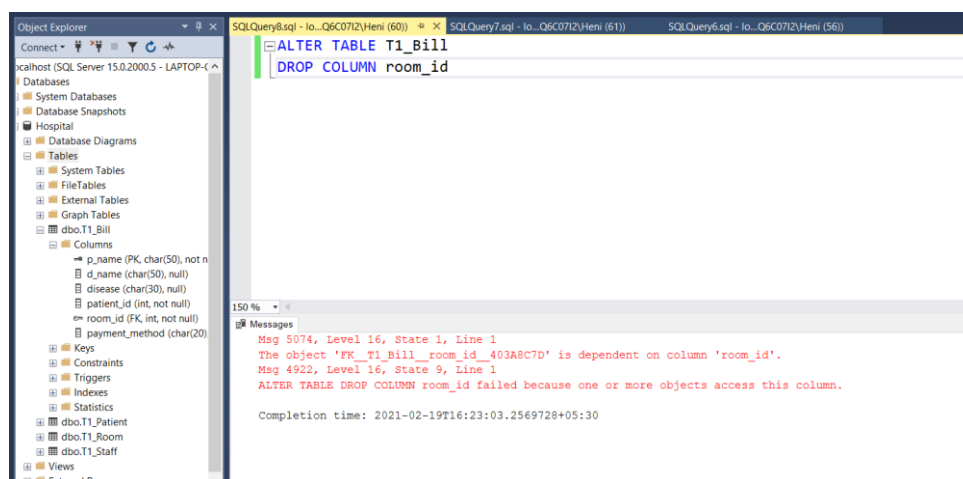 Object Explorer
SQLQuery8.sql - lo...Q6C07I2\Heni (60))
SQLQuery7.sql - lo...Q6C07I2\Heni (61))
SQLQuery6.sql - lo...Q6C07I2\Heni (56))
Connect
ocalhost (SQL Server 15.0.2000.5 - LAPTOP-(
Databases
System Databases
Database Snapshots
Hospital
Database Diagrams
Tables
System Tables
FileTables
External Tables
Graph Tables
dbo.T1_Bill
Columns
p_name (PK, char(50), not n
d_name (char(50), null)
disease (char(30), null)
patient_id (int, not null)
room_id (FK, int, not null)
payment_method (char(20)
Keys
Constraints
Triggers
Indexes
Statistics
dbo.T1_Patient
dbo.T1_Room
dbo.T1_Staff
Views
ALTER TABLE T1_Bill
DROP COLUMN room_id
150 %
Messages
Msg 5074, Level 16, State 1, Line 1
The object 'FK__T1_Bill__room_id__403A8C7D' is dependent on column 'room_id'.
Msg 4922, Level 16, State 9, Line 1
ALTER TABLE DROP COLUMN room_id failed because one or more objects access this column.
Completion time: 2021-02-19T16:23:03.2569728+05:30